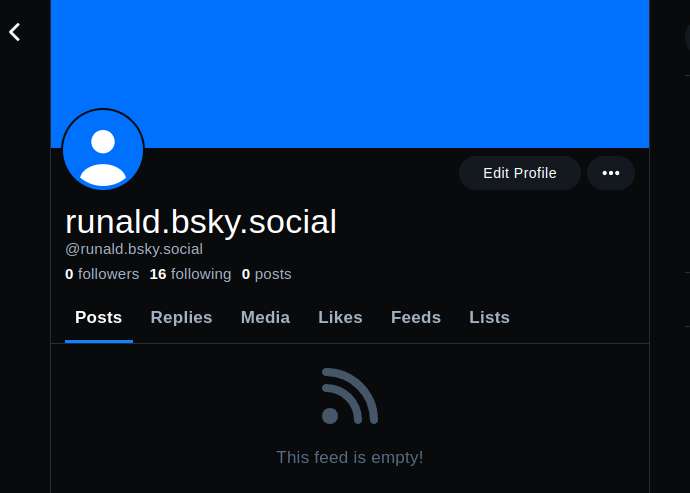 Edit Profile
runald.bsky.social
@runald.bsky.social
0 followers 16 following 0 posts
Posts Replies Media Likes Feeds Lists
This feed is empty!